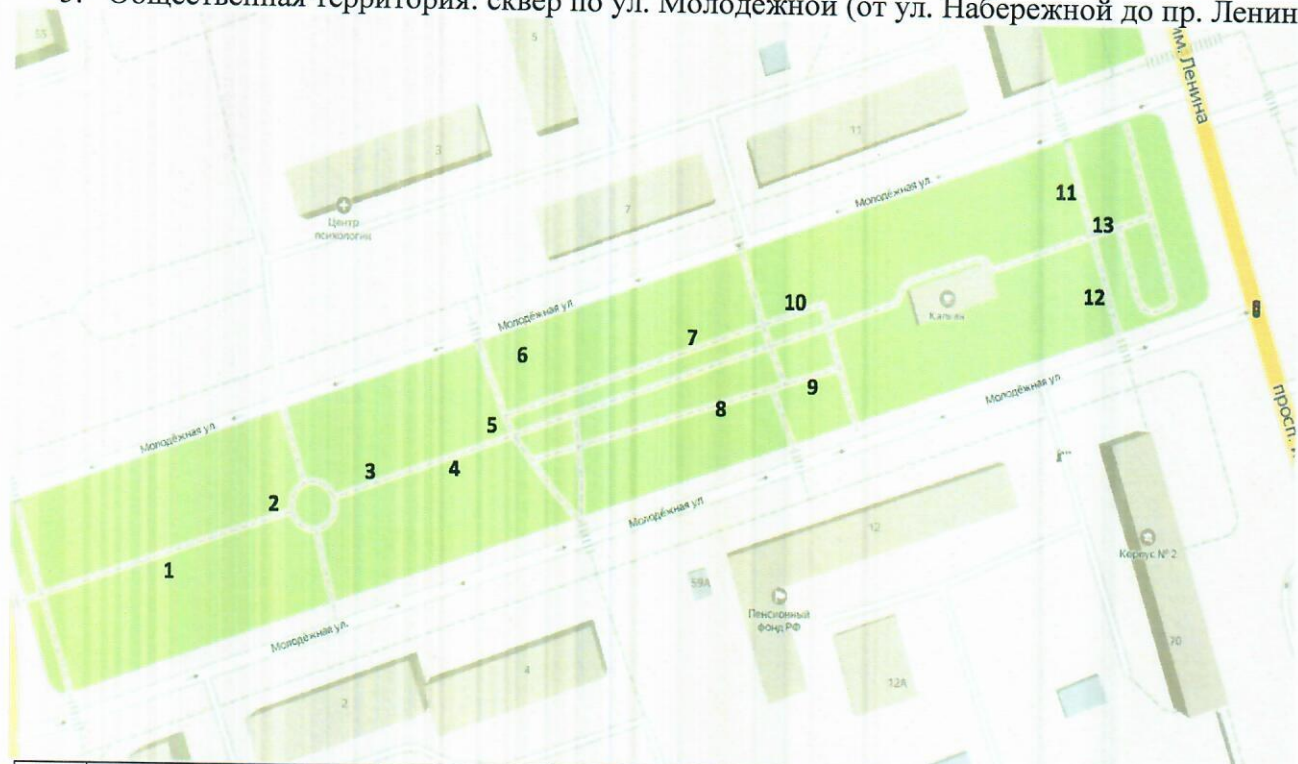 Общественная территория: сквер по ул. Молодежной (от ул. Набережной до пр. Ленин
им. Ленина
55
5
3
11
Центр
психологии
7
Молодёжная ул.
11
13
12
10
Молодёжная ул.
6
7
5
8
9
Молодёжная ул.
3
4
2
Молодёжная ул.
просп.
1
Молодёжная ул.
12
Корпус № 2
59А
Пенсионный
фонд РФ
Молодёжная ул.
4
12А
20
2